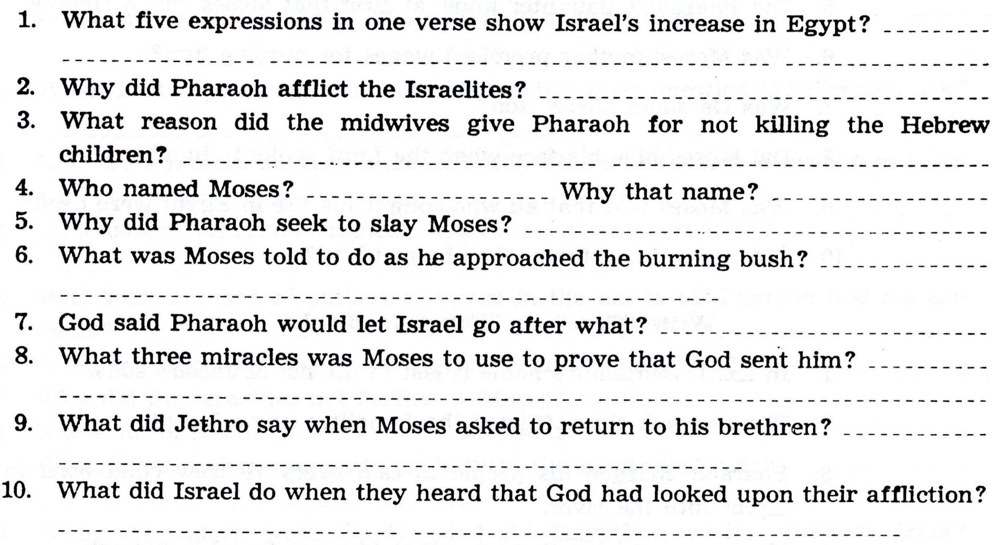 1. What five expressions in one verse show Israel's increase in Egypt?
2. Why did Pharaoh afflict the Israelites?
3. What reason did the midwives give Pharaoh for not killing the Hebrew
children?
4. Who named Moses? Why that name?
5. Why did Pharaoh seek to slay Moses?
6. What was Moses told to do as he approached the burning bush?
7. God said Pharaoh would let Israel go after what?
8. What three miracles was Moses to use to prove that God sent him?
9. What did Jethro say when Moses asked to return to his brethren?
10. What did Israel do when they heard that God had looked upon their affliction?